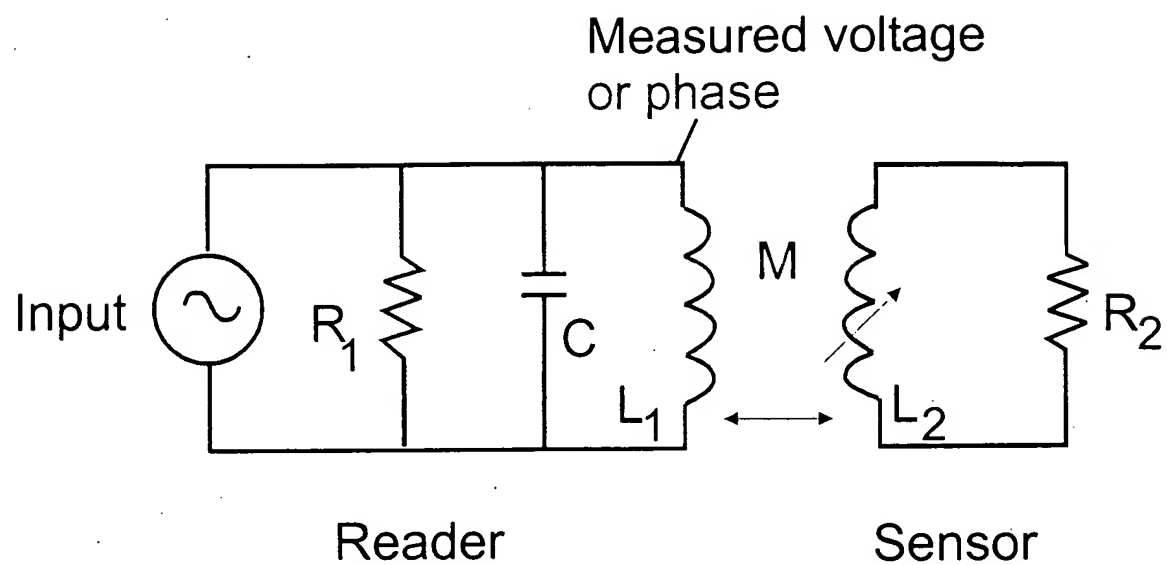 Measured voltage
or phase
M
Input
R1
C
R2
L1
L2
Reader
Sensor